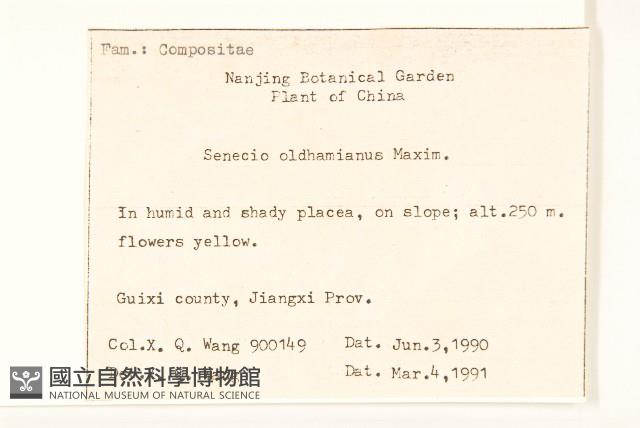 Fam.: Compositae
Nanjing Botanical Garden
Plant of China
Senecio oldhamianus Maxim.
In humid and shady placea, on slope; alt.250 m.
flowers yellow.
Guixi county, Jiangxi Prov.
Col.X. Q. Wang 900149 Dat. Jun.3,1990
Dat. Mar.4,1991
國立自然科學博物館
NATIONAL MUSEUM OF NATURAL SCIENCE